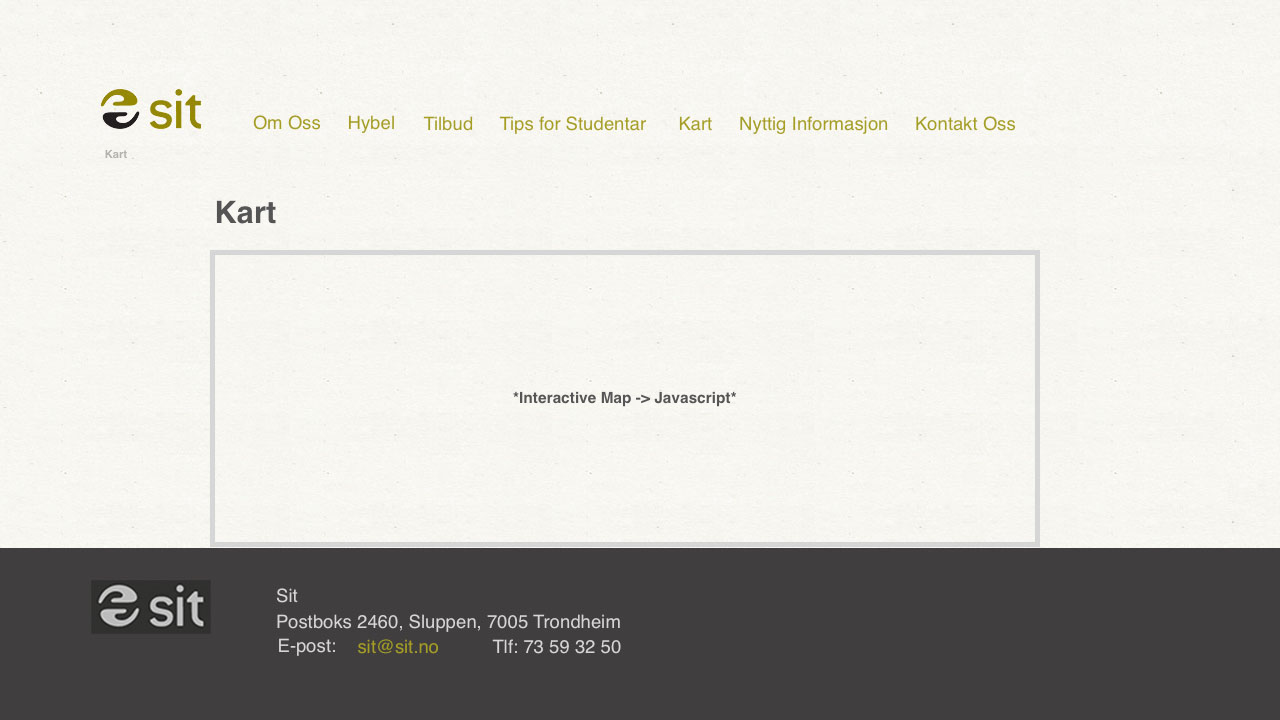 sit
Om Oss Hybel Tilbud Tips for Studentar Kart Nyttig Informasjon Kontakt Oss
Kart
Kart
*Interactive Map -> Javascript*
sit
Sit
Postboks 2460, Sluppen, 7005 Trondheim
E-post: sit@sit.no Tlf: 73 59 32 50